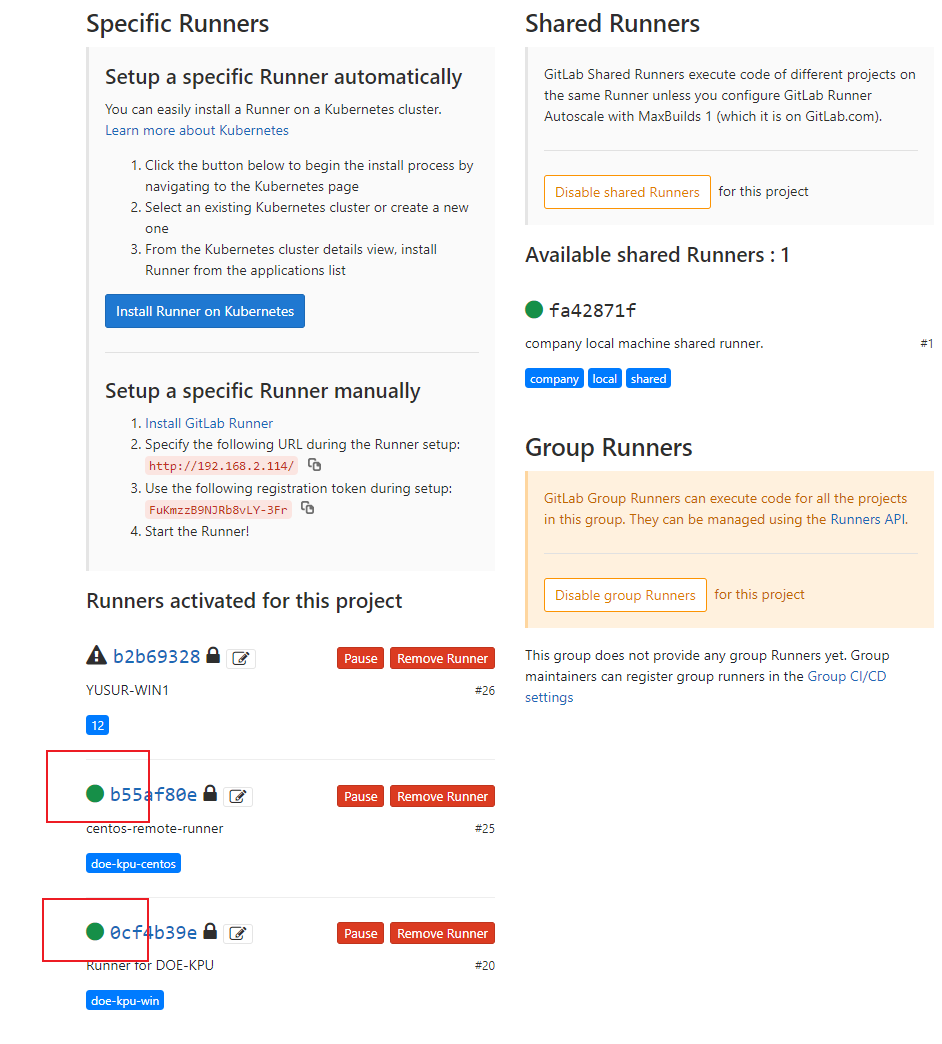 Specific Runners
Setup a specific Runner automatically
You can easily install a Runner on a Kubernetes cluster.
Learn more about Kubernetes
1. Click the button below to begin the install process by
navigating to the Kubernetes page
2. Select an existing Kubernetes cluster or create a new
one
3. From the Kubernetes cluster details view, install
Runner from the applications list
Install Runner on Kubernetes
Setup a specific Runner manually
1. Install GitLab Runner
2. Specify the following URL during the Runner setup:
http://192.168.2.114/
3. Use the following registration token during setup:
FuKmzzB9NJRb8vLY-3Fr
4. Start the Runner!
Runners activated for this project
b2b69328 Pause Remove Runner
YUSUR-WIN1 #26
12
b55af80e Pause Remove Runner
centos-remote-runner #25
doe-kpu-centos
0cf4b39e Pause Remove Runner
Runner for DOE-KPU #20
doe-kpu-win
Shared Runners
GitLab Shared Runners execute code of different projects on
the same Runner unless you configure GitLab Runner
Autoscale with MaxBuilds 1 (which it is on GitLab.com).
Disable shared Runners for this project
Available shared Runners : 1
fa42871f
company local machine shared runner. #1
company local shared
Group Runners
GitLab Group Runners can execute code for all the projects
in this group. They can be managed using the Runners API.
Disable group Runners for this project
This group does not provide any group Runners yet. Group
maintainers can register group runners in the Group CI/CD
settings